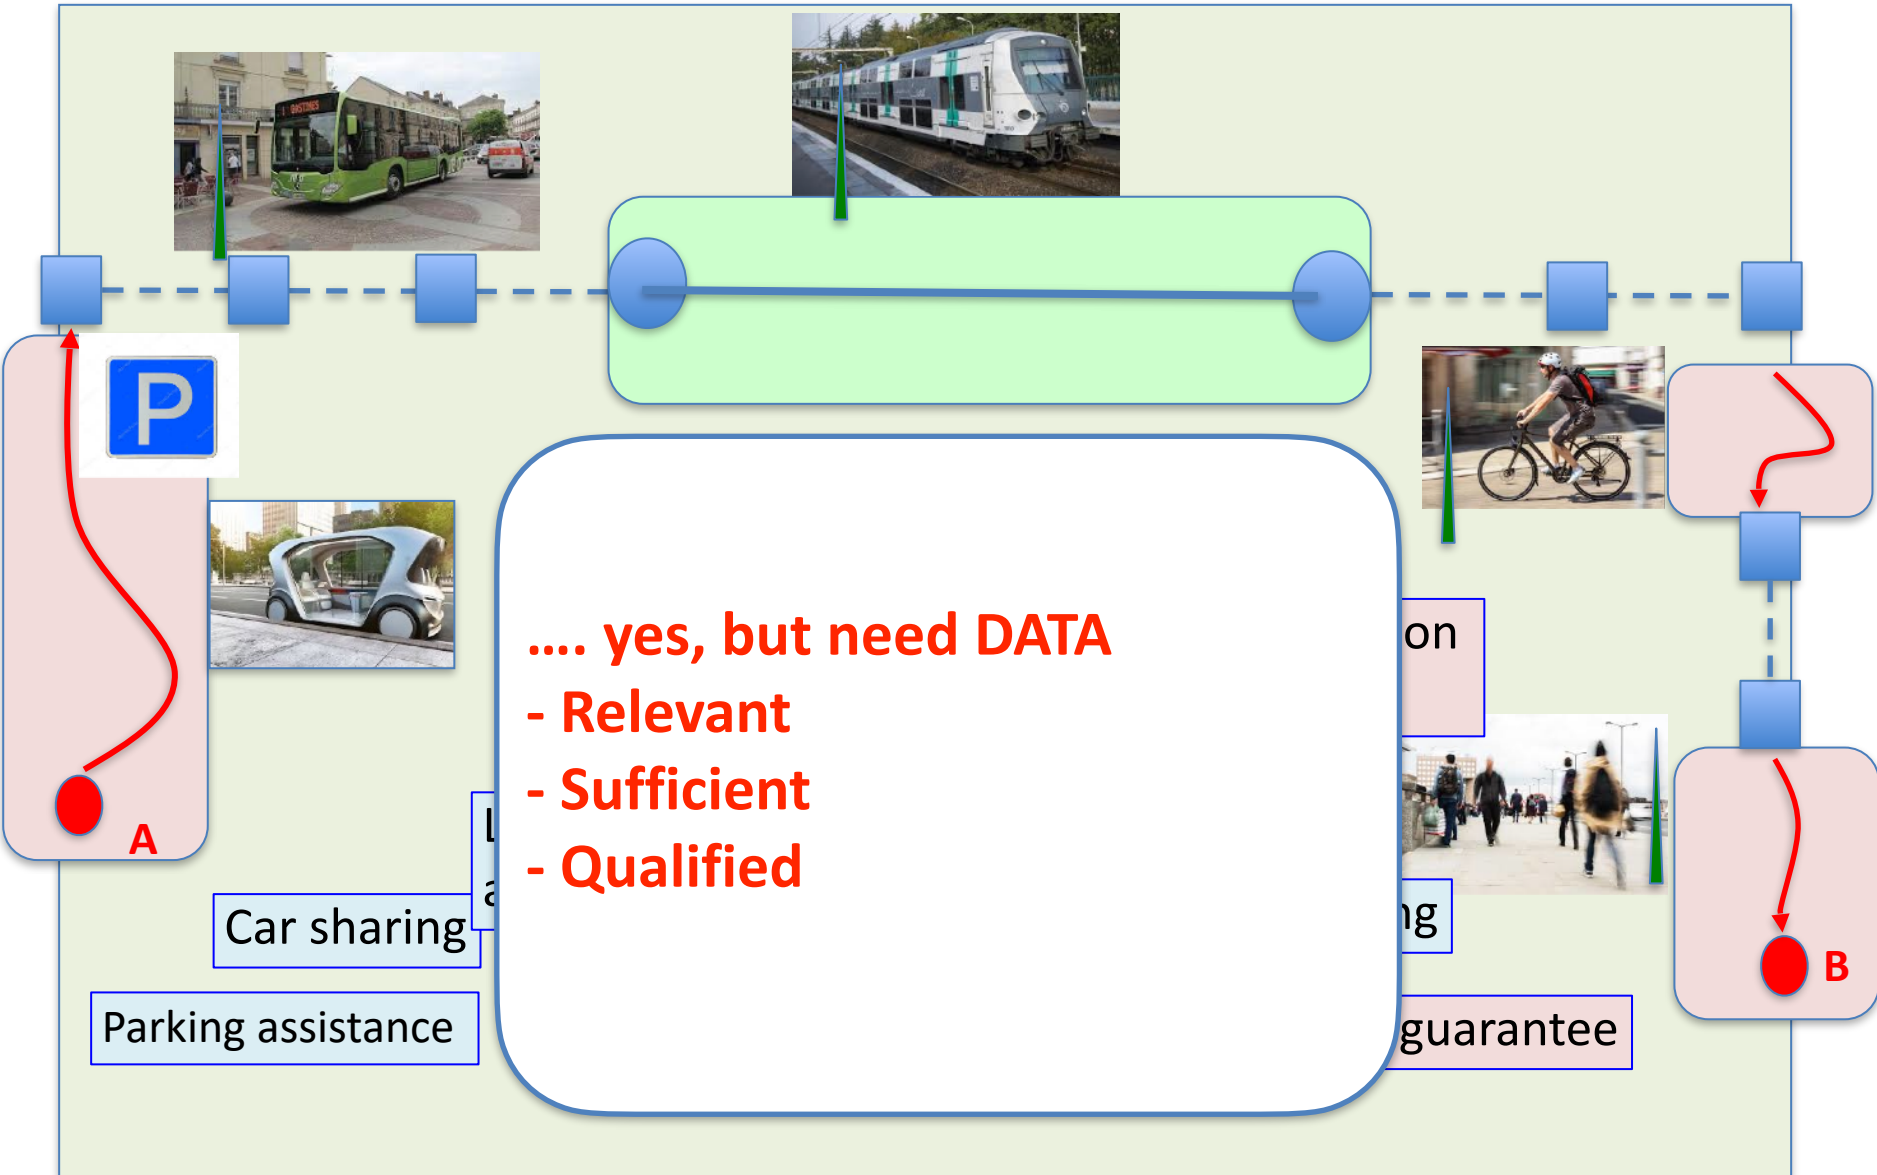 P
.... yes, but need DATA
- Relevant
- Sufficient
- Qualified
on
A
L
a
Car sharing
ng
B
Parking assistance
guarantee